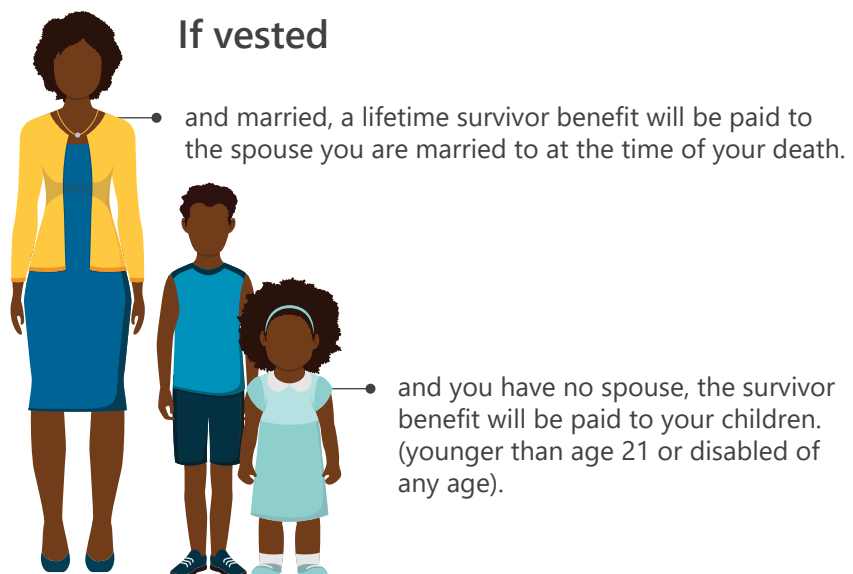 If vested
and married, a lifetime survivor benefit will be paid to
the spouse you are married to at the time of your death.
and you have no spouse, the survivor
benefit will be paid to your children.
(younger than age 21 or disabled of
any age).